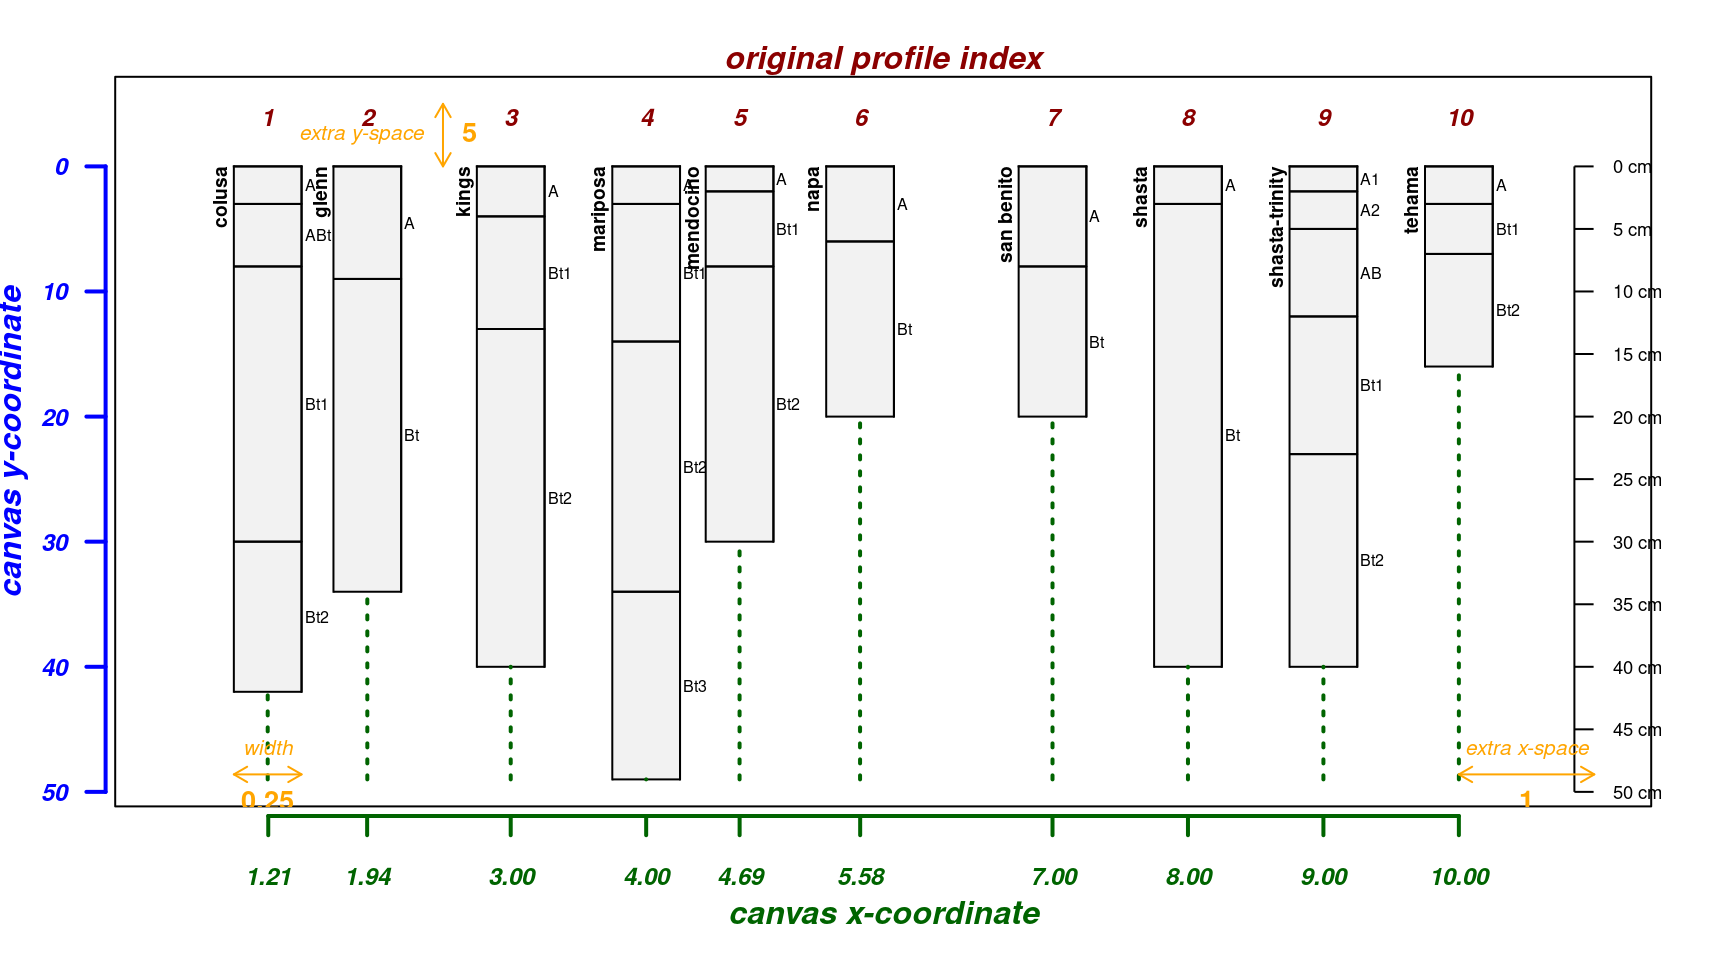 original profile index
1 2 3 4 5 6 7 8 9 10
extra y-space 5
canvas y-coordinate
0
10
20
30
40
50
colusa
A
ABt
Bt1
Bt2
glenn
A
Bt
kings
A
Bt1
Bt2
mariposa
A
Bt1
Bt2
Bt3
mendocino
A
Bt1
Bt2
napa
A
Bt
san benito
A
Bt
shasta
A
Bt
shasta-trinity
A1
A2
AB
Bt1
Bt2
tehama
A
Bt1
Bt2
0 cm
5 cm
10 cm
15 cm
20 cm
25 cm
30 cm
35 cm
40 cm
45 cm
50 cm
width
0.25
extra x-space
1
1.21 1.94 3.00 4.00 4.69 5.58 7.00 8.00 9.00 10.00
canvas x-coordinate